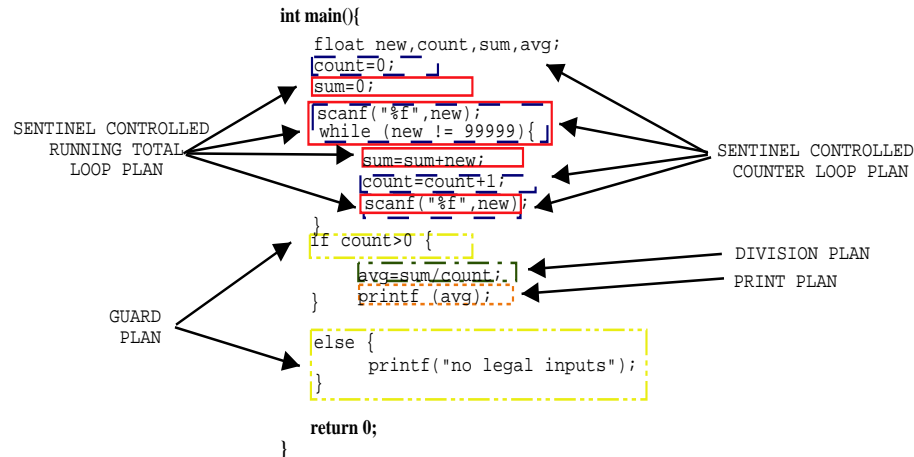 int main(){
float new,count,sum,avg;
count=0;
sum=0;
scanf("%f",new);
while (new != 99999){
sum=sum+new;
count=count+1;
scanf("%f",new);
}
if count>0 {
avg=sum/count;
printf (avg);
}
else {
printf("no legal inputs");
}
return 0;
}
SENTINEL CONTROLLED
RUNNING TOTAL
LOOP PLAN
GUARD
PLAN
SENTINEL CONTROLLED
COUNTER LOOP PLAN
DIVISION PLAN
PRINT PLAN